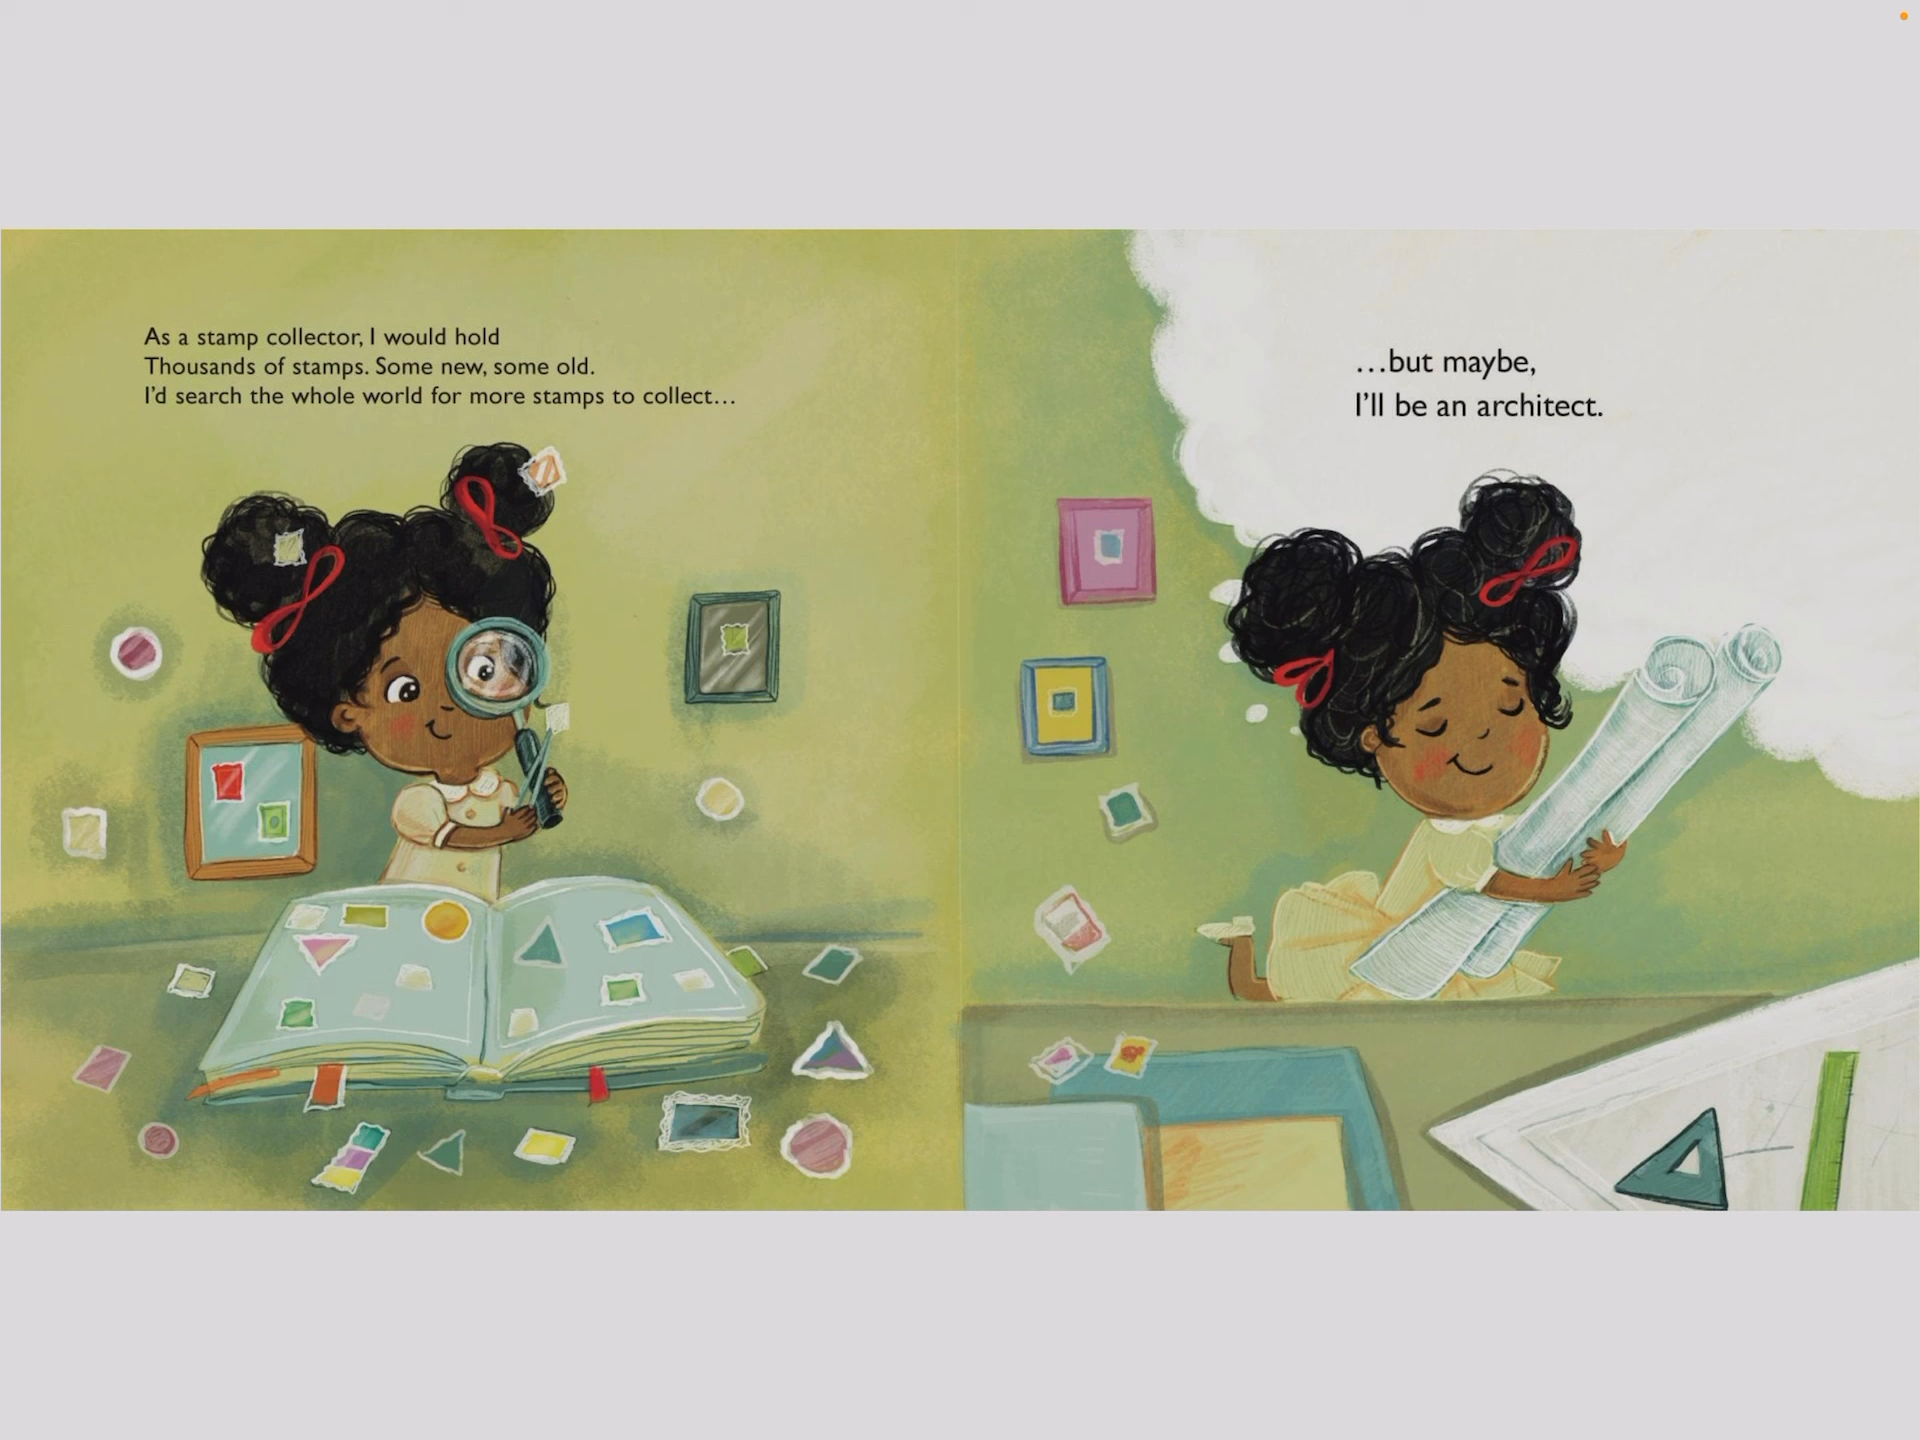 As a stamp collector, I would hold
Thousands of stamps. Some new, some old.
I'd search the whole world for more stamps to collect…
…but maybe,
I'll be an architect.